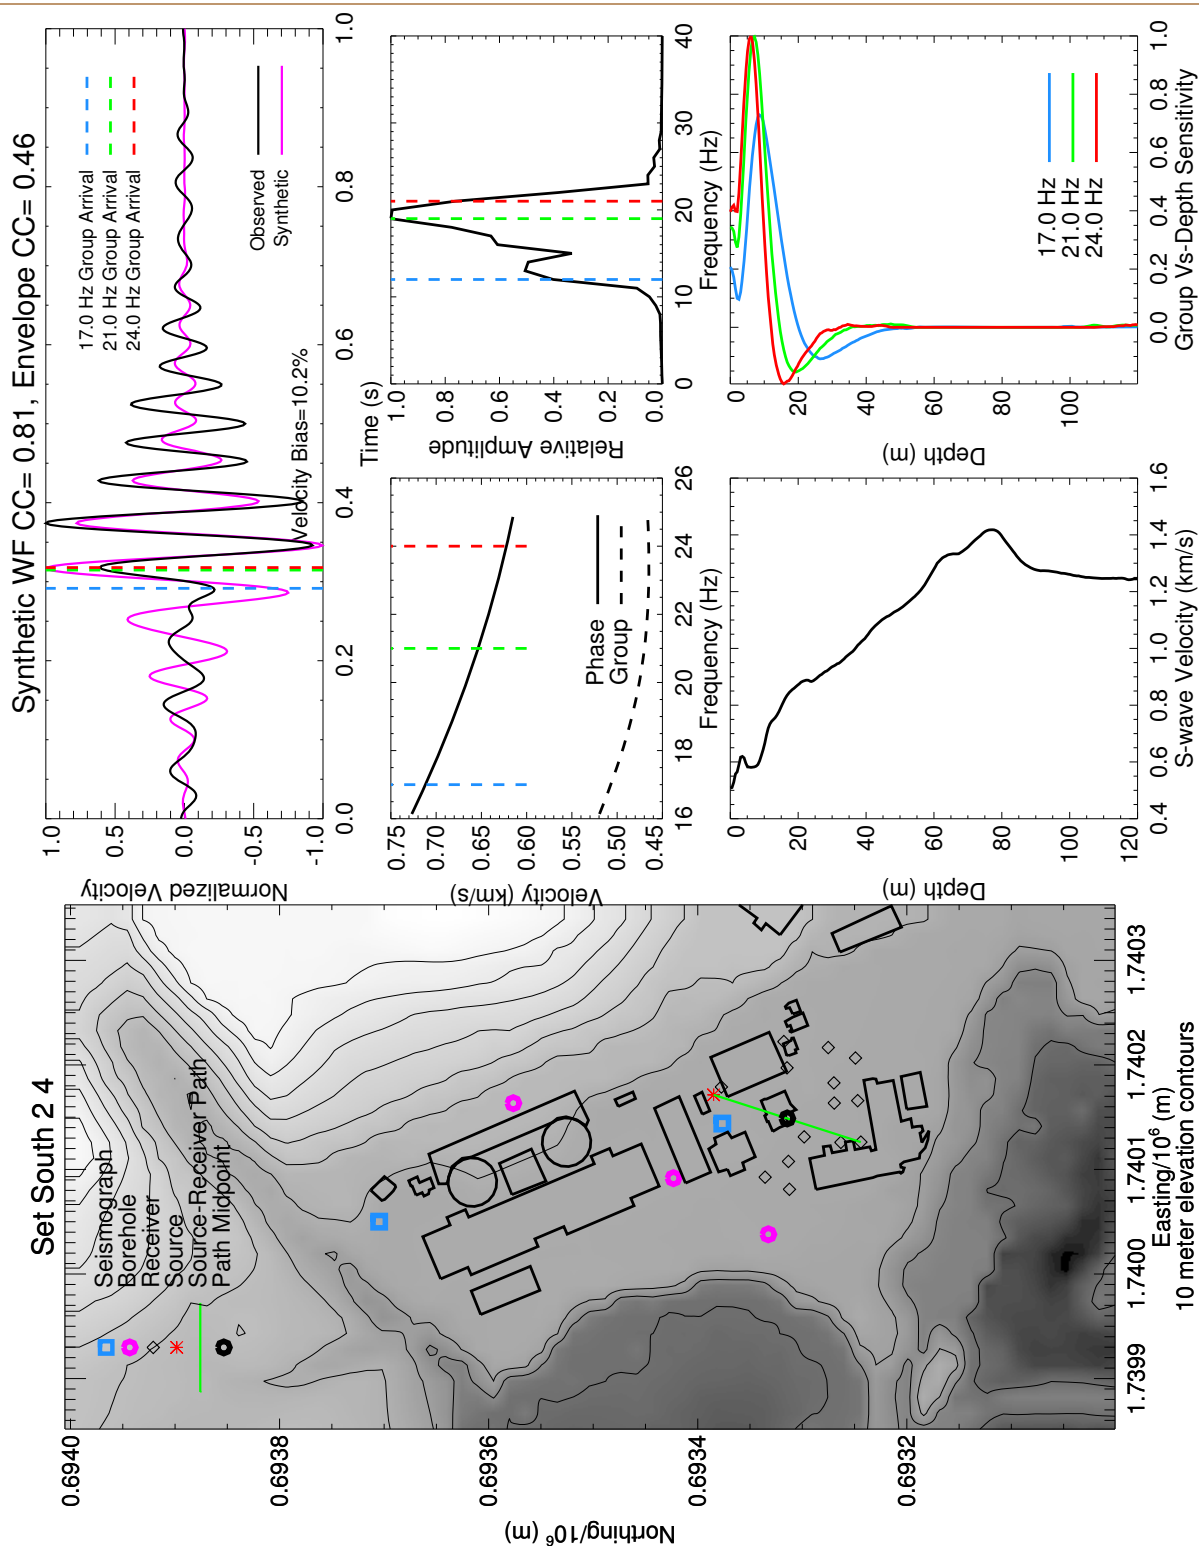 Set South 2 4
Seismograph
Borehole
Receiver
Source
Source-Receiver Path
Path Midpoint
0.6940
0.6938
0.6936
0.6934
0.6932
Northing/10⁶ (m)
1.7399
1.7400
1.7401
1.7402
1.7403
Easting/10⁶ (m)
10 meter elevation contours
Synthetic WF CC= 0.81, Envelope CC= 0.46
1.0
0.5
0.0
-0.5
-1.0
Normalized Velocity
17.0 Hz Group Arrival
21.0 Hz Group Arrival
24.0 Hz Group Arrival
Observed
Synthetic
Velocity Bias=10.2%
0.0
0.2
0.4
0.6
0.8
1.0
Time (s)
0.75
0.70
0.65
0.60
0.55
0.50
0.45
Velocity (km/s)
Phase
Group
16
18
20
22
24
26
Frequency (Hz)
1.0
0.8
0.6
0.4
0.2
0.0
Relative Amplitude
0
10
20
30
40
Frequency (Hz)
0
20
40
60
80
100
120
Depth (m)
0.4
0.6
0.8
1.0
1.2
1.4
1.6
S-wave Velocity (km/s)
0
20
40
60
80
100
Depth (m)
17.0 Hz
21.0 Hz
24.0 Hz
0.0
0.2
0.4
0.6
0.8
1.0
Group Vs-Depth Sensitivity